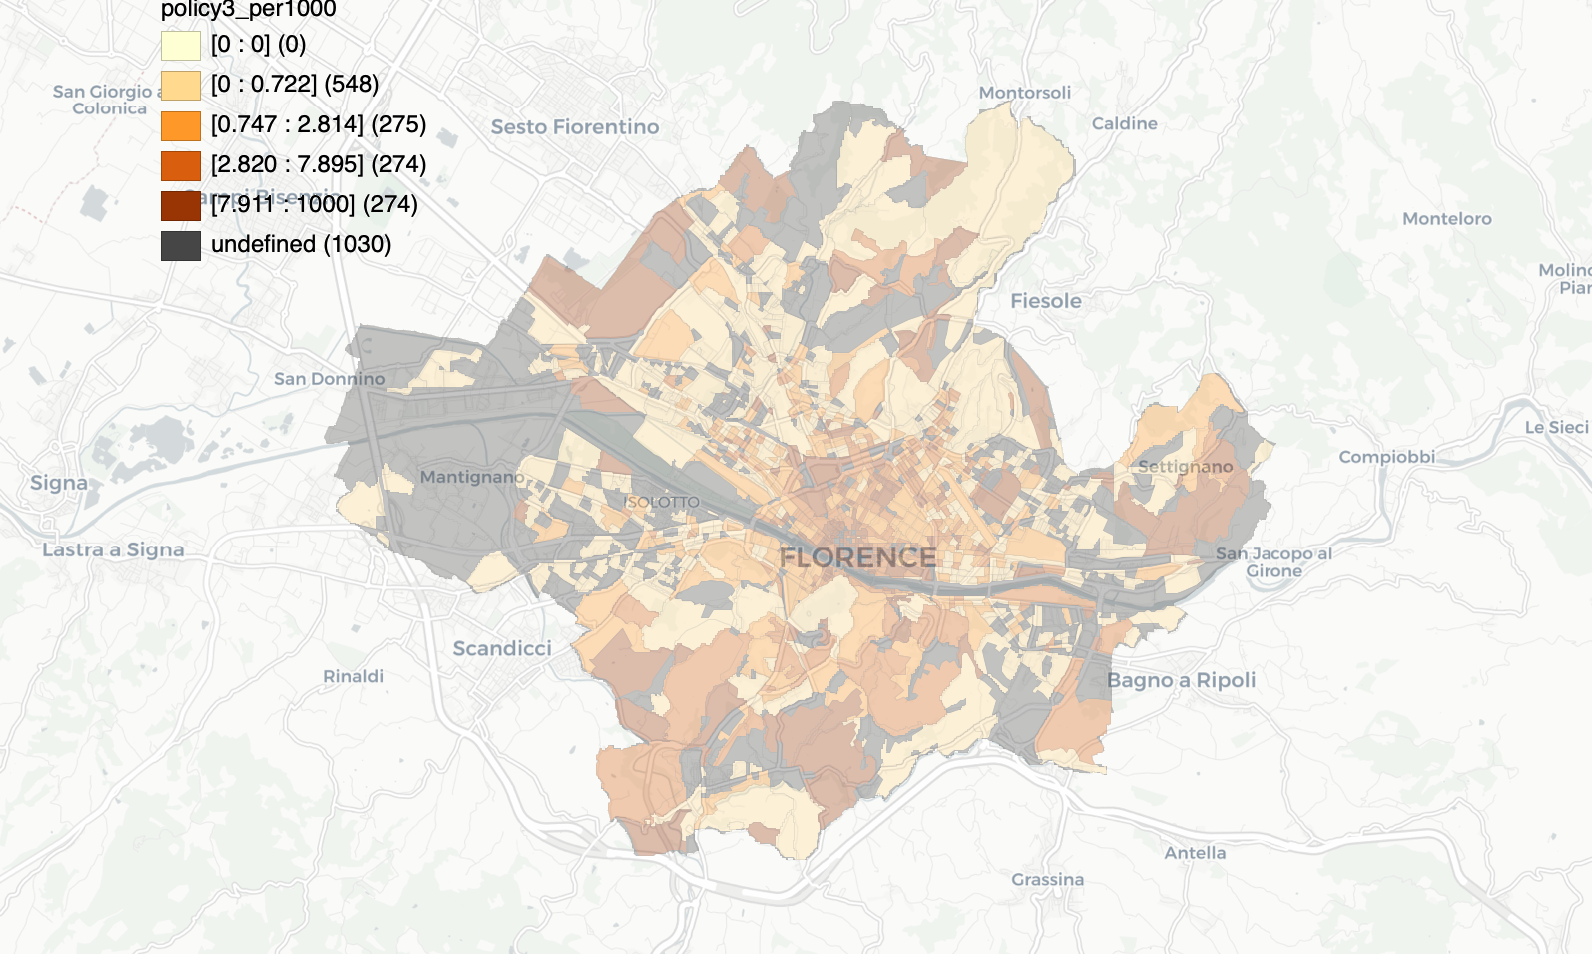 policy3_per1000
[0 : 0] (0)
[0 : 0.722] (548)
[0.747 : 2.814] (275)
[2.820 : 7.895] (274)
[7.911 : 1000] (274)
undefined (1030)
San Giorgio a
Colonica
Campi Bisenzio
Sesto Fiorentino
Montorsoli
Caldine
Monteloro
Molino
Pian
Fiesole
San Donnino
Le Sieci
Compiobbi
Settignano
Signa
Mantignano
ISOLOTTO
Lastra a Signa
FLORENCE
San Jacopo al
Girone
Scandicci
Rinaldi
Bagno a Ripoli
Antella
Grassina